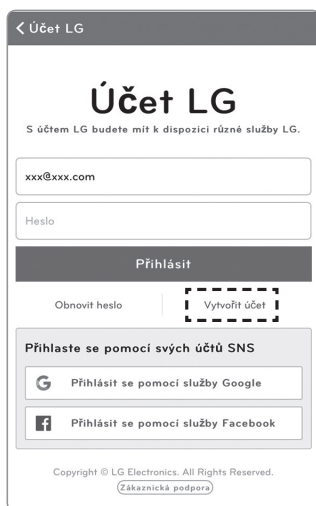 Účet LG
Účet LG
S účtem LG budete mít k dispozici různé služby LG.
xxx@xxx.com
Heslo
Přihlásit
Obnovit heslo
Vytvořit účet
Přihlaste se pomocí svých účtů SNS
Přihlásit se pomocí služby Google
Přihlásit se pomocí služby Facebook
Copyright © LG Electronics. All Rights Reserved.
Zákaznická podpora